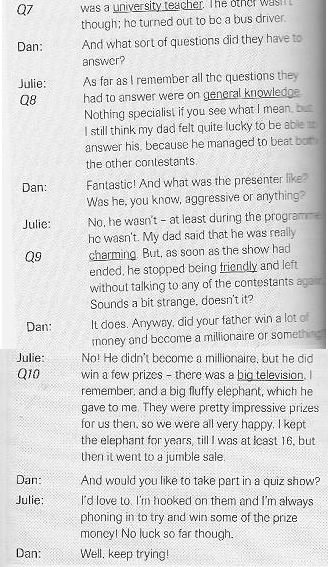 Q7 was a university teacher. The other wasn't
though; he turned out to be a bus driver.
Dan: And what sort of questions did they have to
answer?
Julie: As far as I remember all the questions they
Q8 had to answer were on general knowledge.
Nothing specialist if you see what I mean, but
I still think my dad felt quite lucky to be able to
answer his, because he managed to beat both
the other contestants.
Dan: Fantastic! And what was the presenter like?
Was he, you know, aggressive or anything?
Julie: No, he wasn't – at least during the programme
he wasn't. My dad said that he was really
Q9 charming. But, as soon as the show had
ended, he stopped being friendly and left
without talking to any of the contestants again.
Sounds a bit strange, doesn't it?
Dan: It does. Anyway, did your father win a lot of
money and become a millionaire or something?
Julie: No! He didn't become a millionaire, but he did
Q10 win a few prizes – there was a big television, I
remember, and a big fluffy elephant, which he
gave to me. They were pretty impressive prizes
for us then, so we were all very happy. I kept
the elephant for years, till I was at least 16, but
then it went to a jumble sale.
Dan: And would you like to take part in a quiz show?
Julie: I'd love to. I'm hooked on them and I'm always
phoning in to try and win some of the prize
money! No luck so far though.
Dan: Well, keep trying!